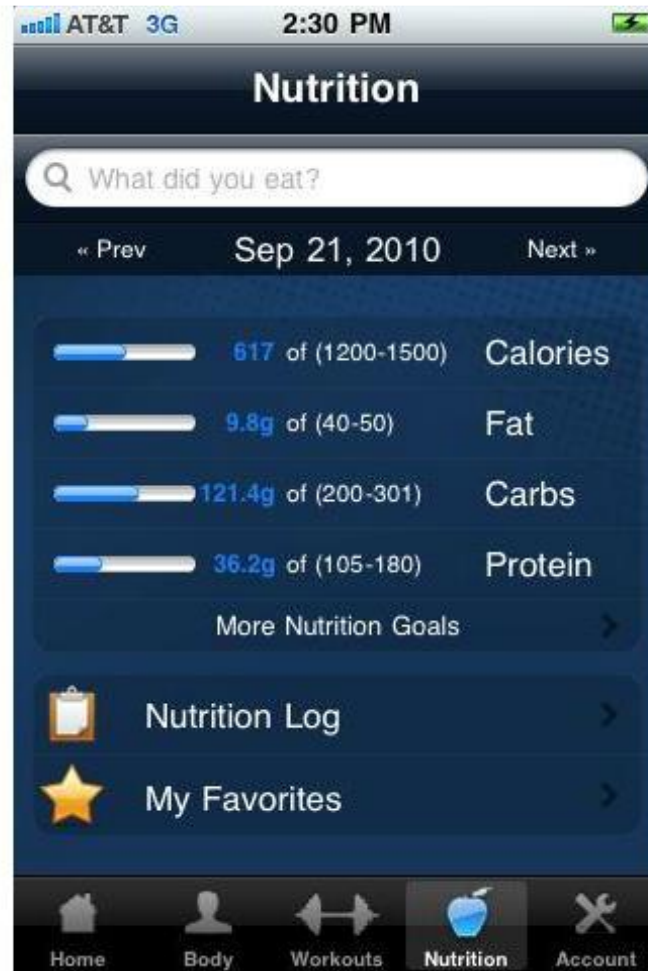 AT&T 3G 2:30 PM
Nutrition
What did you eat?
« Prev Sep 21, 2010 Next »
617 of (1200-1500) Calories
9.8g of (40-50) Fat
121.4g of (200-301) Carbs
36.2g of (105-180) Protein
More Nutrition Goals
Nutrition Log
My Favorites
Home Body Workouts Nutrition Account